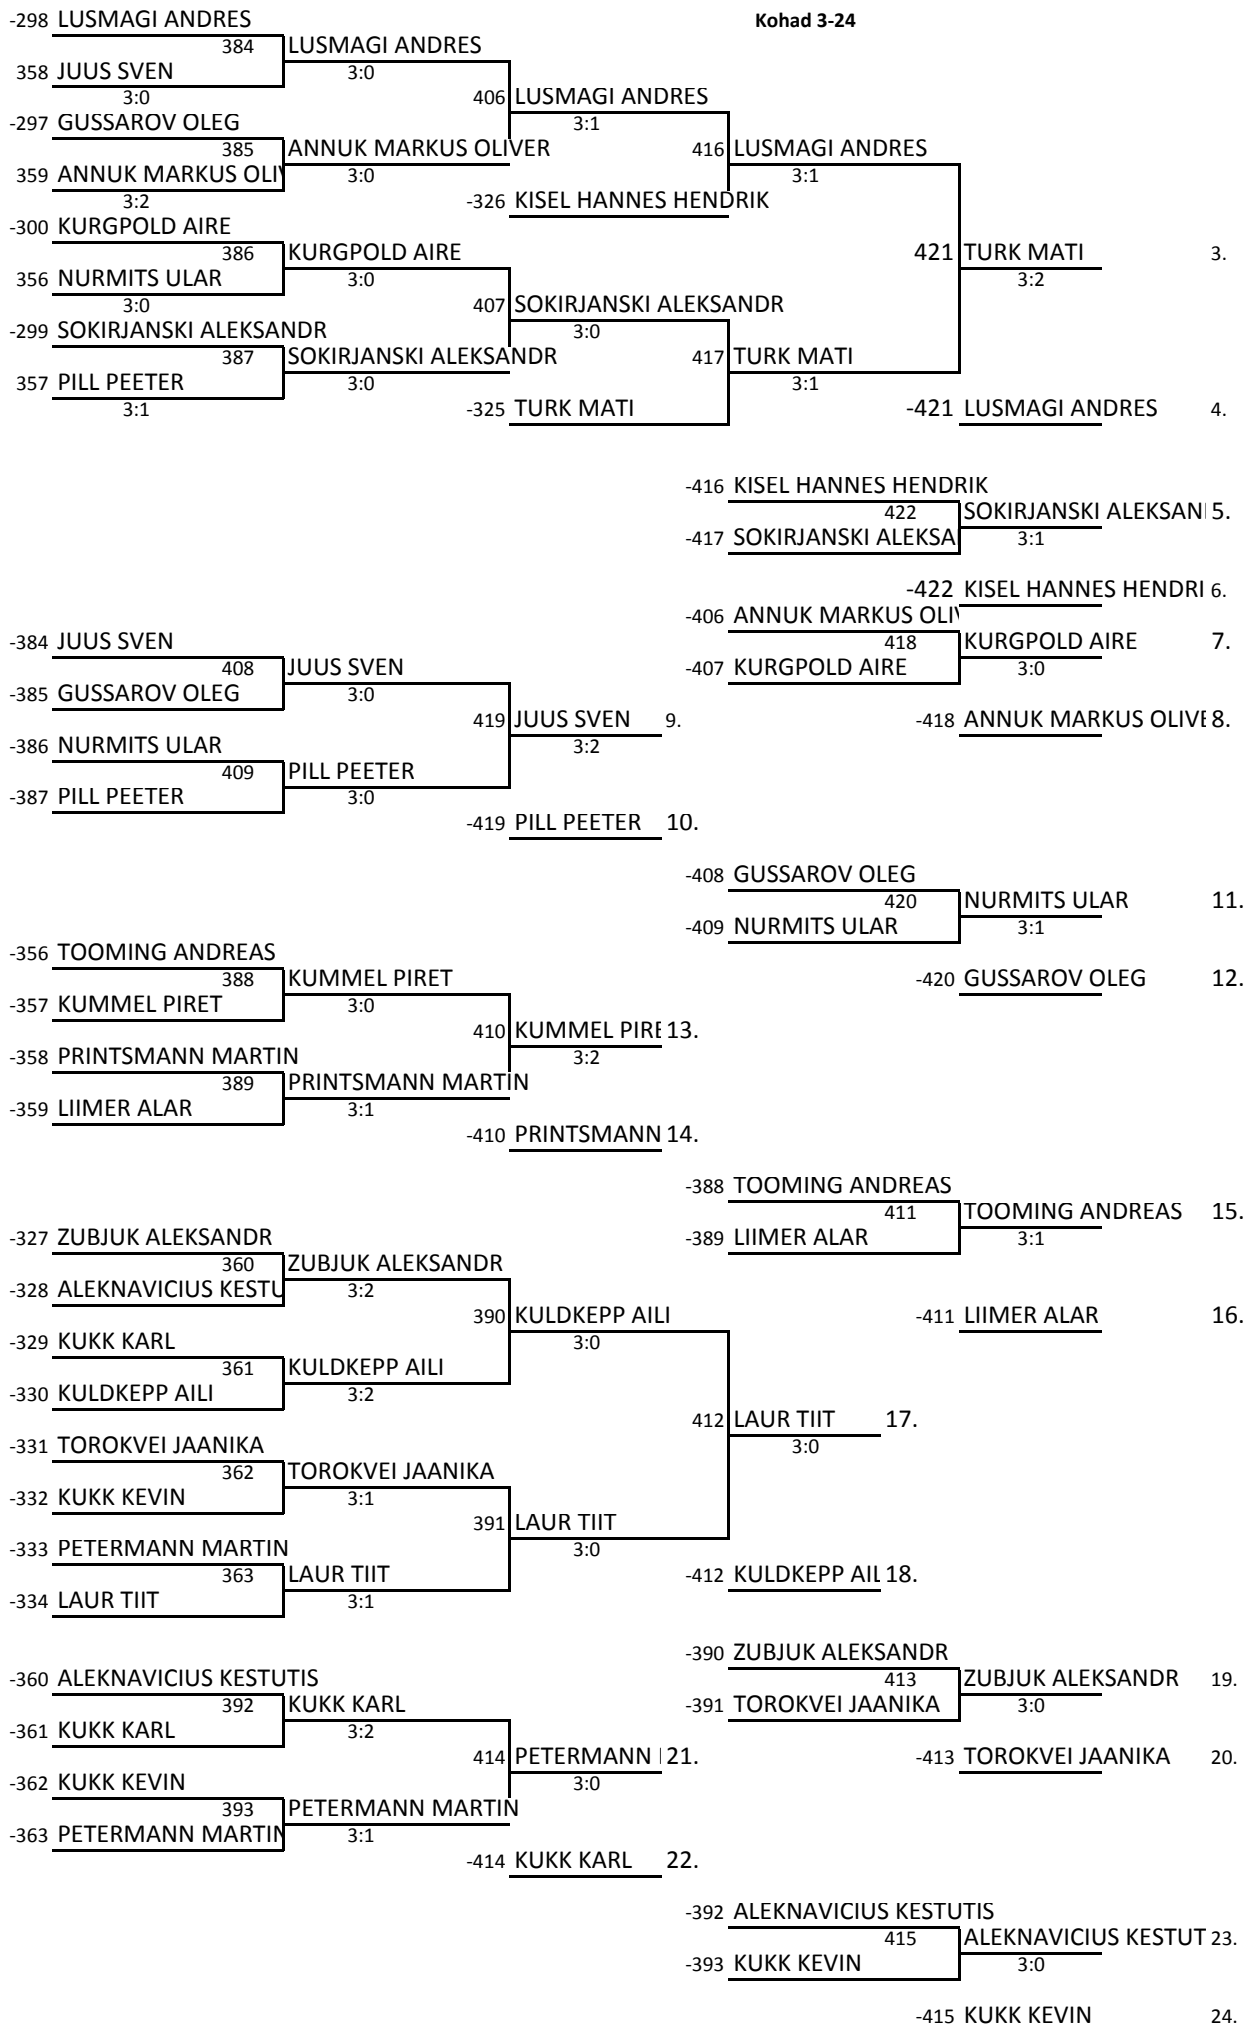 Kohad 3-24
-298 LUSMAGI ANDRES
384 LUSMAGI ANDRES
358 JUUS SVEN 3:0
3:0 406 LUSMAGI ANDRES
-297 GUSSAROV OLEG 3:1
385 ANNUK MARKUS OLIVER 416 LUSMAGI ANDRES
359 ANNUK MARKUS OLIV 3:0 3:1
3:2 -326 KISEL HANNES HENDRIK
-300 KURGPOLD AIRE
386 KURGPOLD AIRE 421 TURK MATI 3.
356 NURMITS ULAR 3:0 3:2
3:0 407 SOKIRJANSKI ALEKSANDR
-299 SOKIRJANSKI ALEKSANDR 3:0
387 SOKIRJANSKI ALEKSANDR 417 TURK MATI
357 PILL PEETER 3:0 3:1
3:1 -325 TURK MATI -421 LUSMAGI ANDRES 4.
-416 KISEL HANNES HENDRIK
422 SOKIRJANSKI ALEKSAN 5.
-417 SOKIRJANSKI ALEKSA 3:1
-422 KISEL HANNES HENDRI 6.
-406 ANNUK MARKUS OLIV
-384 JUUS SVEN 418 KURGPOLD AIRE 7.
408 JUUS SVEN -407 KURGPOLD AIRE 3:0
-385 GUSSAROV OLEG 3:0
419 JUUS SVEN 9. -418 ANNUK MARKUS OLIVE 8.
-386 NURMITS ULAR 3:2
409 PILL PEETER
-387 PILL PEETER 3:0
-419 PILL PEETER 10.
-408 GUSSAROV OLEG
420 NURMITS ULAR 11.
-409 NURMITS ULAR 3:1
-356 TOOMING ANDREAS
388 KUMMEL PIRET -420 GUSSAROV OLEG 12.
-357 KUMMEL PIRET 3:0
410 KUMMEL PIRE 13.
-358 PRINTSMANN MARTIN 3:2
389 PRINTSMANN MARTIN
-359 LIIMER ALAR 3:1
-410 PRINTSMANN 14.
-388 TOOMING ANDREAS
411 TOOMING ANDREAS 15.
-327 ZUBJUK ALEKSANDR -389 LIIMER ALAR 3:1
360 ZUBJUK ALEKSANDR
-328 ALEKNAVICIUS KESTU 3:2
390 KULDKEPP AILI -411 LIIMER ALAR 16.
-329 KUKK KARL 3:0
361 KULDKEPP AILI
-330 KULDKEPP AILI 3:2
412 LAUR TIIT 17.
-331 TOROKVEI JAANIKA 3:0
362 TOROKVEI JAANIKA
-332 KUKK KEVIN 3:1
391 LAUR TIIT
-333 PETERMANN MARTIN 3:0
363 LAUR TIIT -412 KULDKEPP AIL 18.
-334 LAUR TIIT 3:1
-390 ZUBJUK ALEKSANDR
-360 ALEKNAVICIUS KESTUTIS 413 ZUBJUK ALEKSANDR 19.
392 KUKK KARL -391 TOROKVEI JAANIKA 3:0
-361 KUKK KARL 3:2
414 PETERMANN 21. -413 TOROKVEI JAANIKA 20.
-362 KUKK KEVIN 3:0
393 PETERMANN MARTIN
-363 PETERMANN MARTIN 3:1
-414 KUKK KARL 22.
-392 ALEKNAVICIUS KESTUTIS
415 ALEKNAVICIUS KESTUT 23.
-393 KUKK KEVIN 3:0
-415 KUKK KEVIN 24.